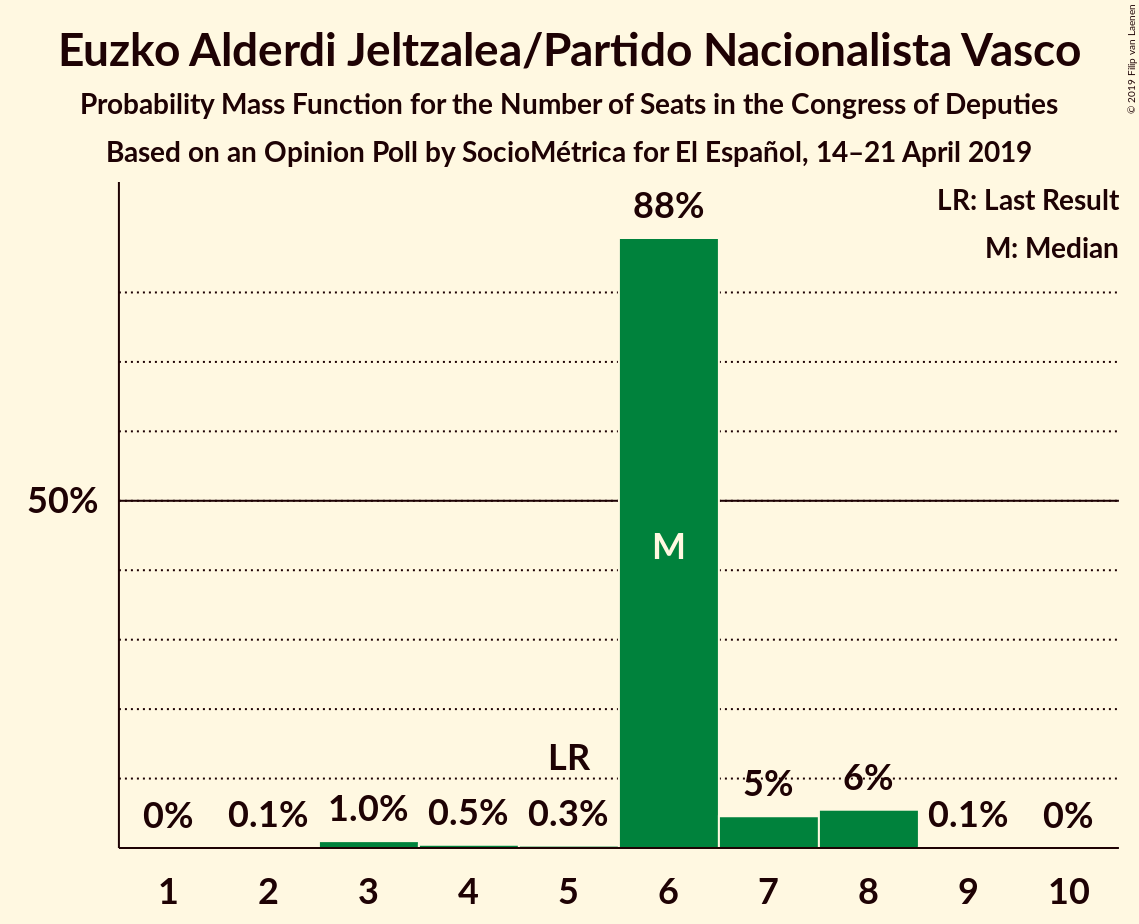 Euzko Alderdi Jeltzalea/Partido Nacionalista Vasco
Probability Mass Function for the Number of Seats in the Congress of Deputies
Based on an Opinion Poll by SocioMétrica for El Español, 14–21 April 2019
© 2019 Filip van Laenen
LR: Last Result
M: Median
88%
50%
M
LR
0%
0.1%
1.0%
0.5%
0.3%
5%
6%
0.1%
0%
1 2 3 4 5 6 7 8 9 10